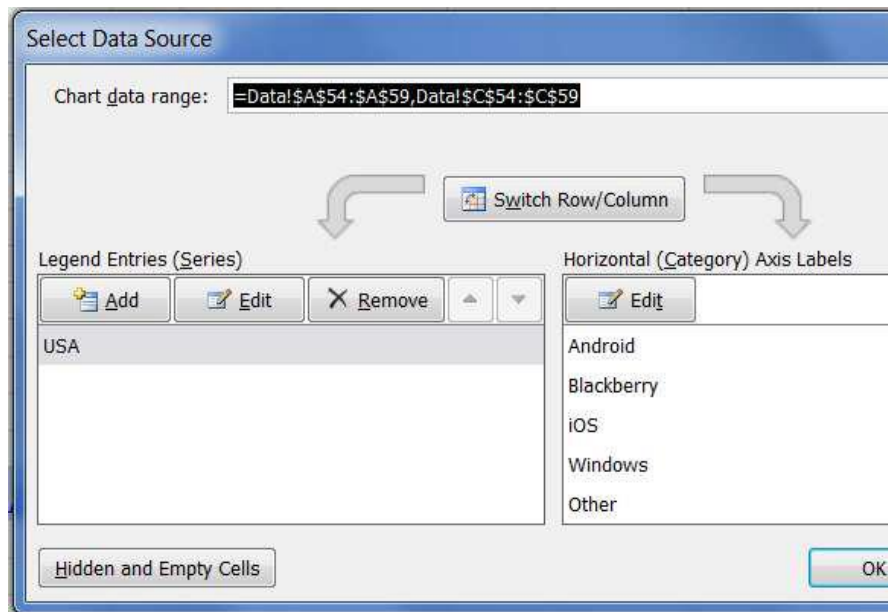 Select Data Source
Chart data range: =Data!$A$54:$A$59,Data!$C$54:$C$59
Switch Row/Column
Legend Entries (Series)
Add Edit Remove
USA
Horizontal (Category) Axis Labels
Edit
Android
Blackberry
iOS
Windows
Other
Hidden and Empty Cells
OK